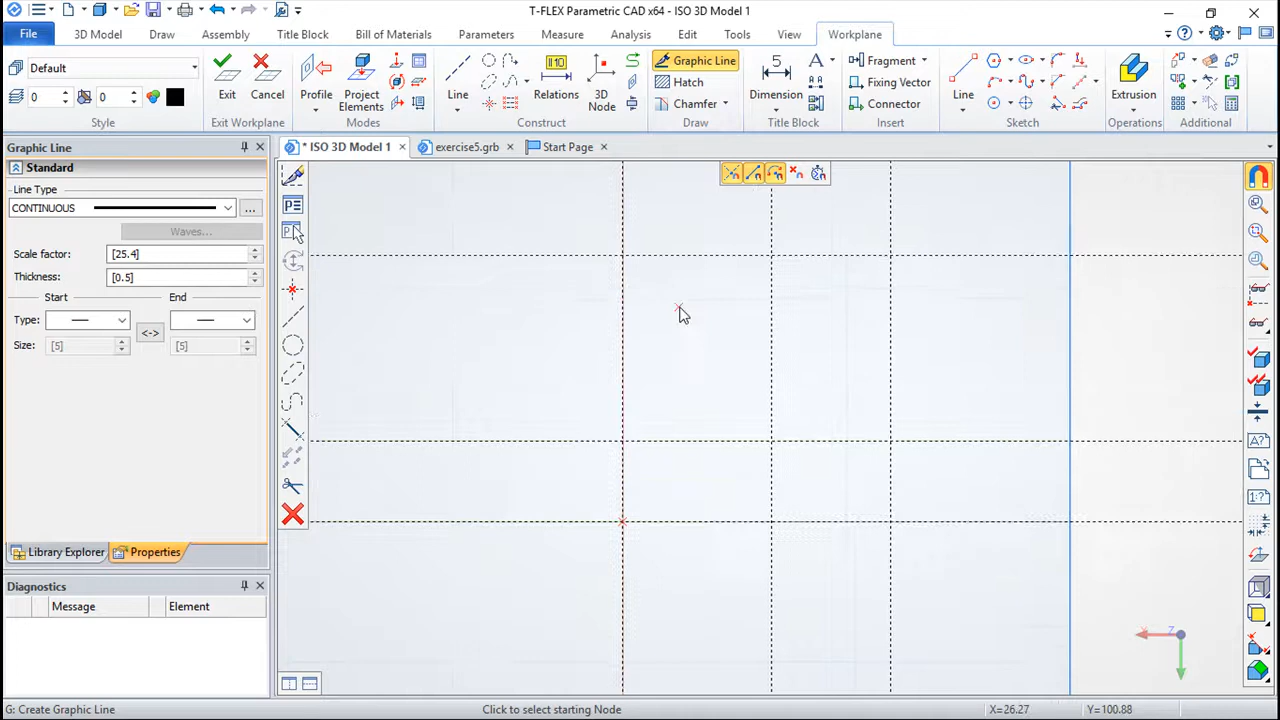 T-FLEX Parametric CAD x64 - ISO 3D Model 1
File
3D Model
Draw
Assembly
Title Block
Bill of Materials
Parameters
Measure
Analysis
Edit
Tools
View
Workplane
Default
0
0
Style
Exit
Cancel
Exit Workplane
Profile
Project
Elements
Modes
Line
Relations
3D
Node
Construct
Graphic Line
Hatch
Chamfer
Draw
5
Dimension
Title Block
Fragment
Fixing Vector
Connector
Insert
Line
Sketch
Extrusion
Operations
Additional
Graphic Line
* ISO 3D Model 1
exercise5.grb
Start Page
Standard
Line Type
CONTINUOUS
...
Waves...
Scale factor:
[25.4]
Thickness:
[0.5]
Start
End
Type:
<->
Size:
[5]
[5]
Library Explorer
Properties
Diagnostics
Message
Element
G: Create Graphic Line
Click to select starting Node
X=26.27
Y=100.88